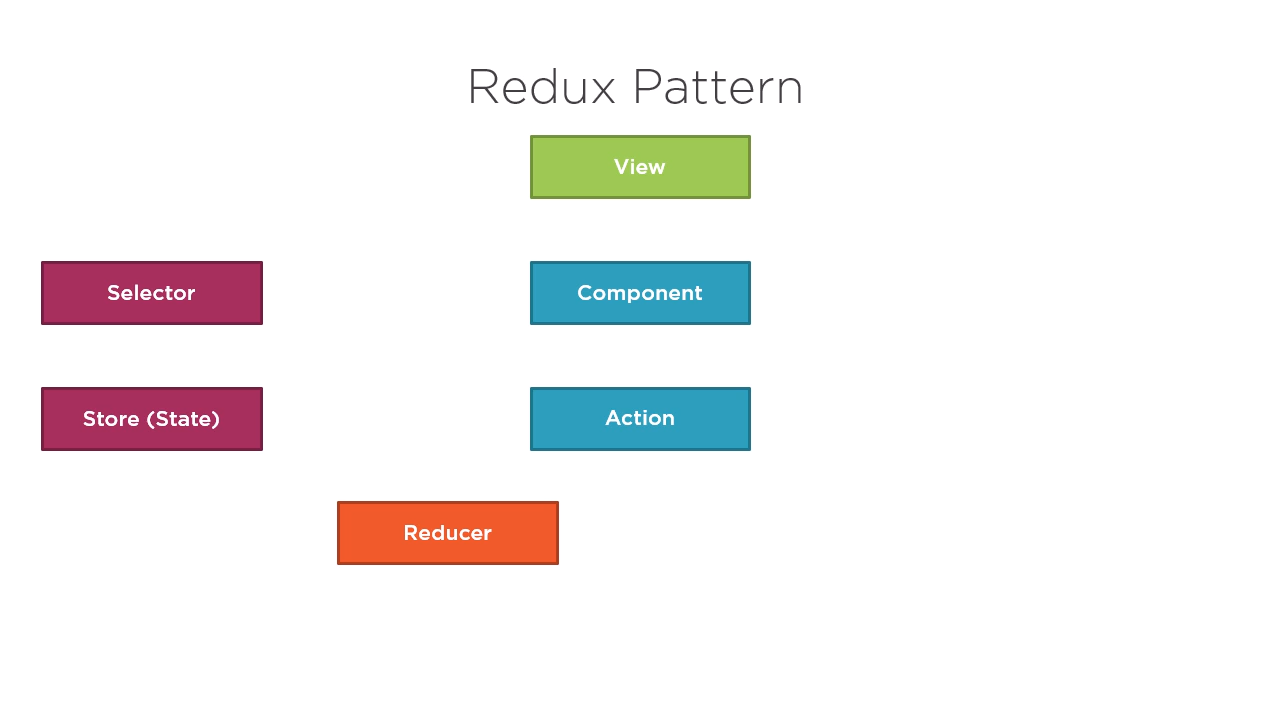 Redux Pattern
View
Selector
Component
Store (State)
Action
Reducer